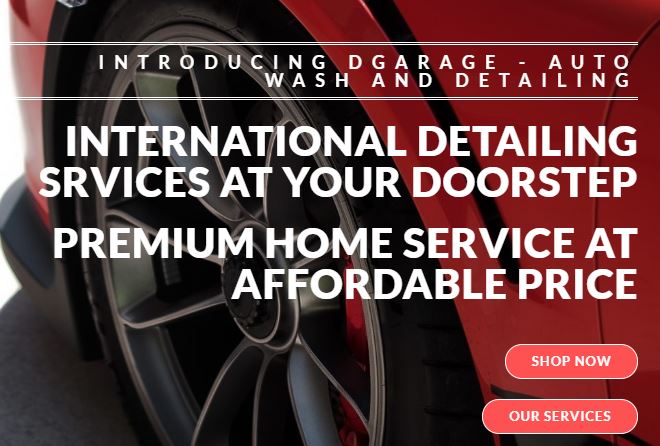 INTRODUCING DGARAGE - AUTO
WASH AND DETAILING
INTERNATIONAL DETAILING
SRVICES AT YOUR DOORSTEP
PREMIUM HOME SERVICE AT
AFFORDABLE PRICE
SHOP NOW
OUR SERVICES